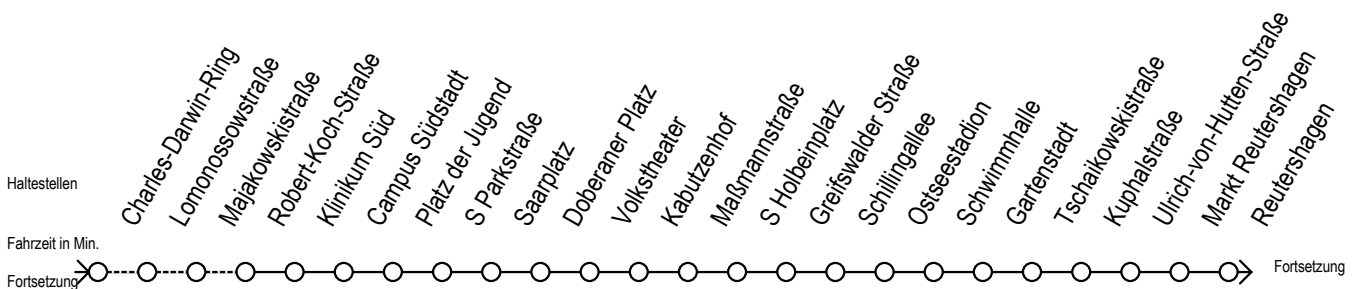 Haltestellen
Charles-Darwin-Ring
Lomonossowstraße
Majakowskistraße
Robert-Koch-Straße
Klinikum Süd
Campus Südstadt
Platz der Jugend
S Parkstraße
Saarplatz
Doberaner Platz
Volkstheater
Kabutzenhof
Maßmannstraße
S Holbeinplatz
Greifswalder Straße
Schillingallee
Ostseestadion
Schwimmhalle
Gartenstadt
Tschaikowskistraße
Kuphalstraße
Ulrich-von-Hutten-Straße
Markt Reutershagen
Reutershagen
Fahrzeit in Min.
Fortsetzung
Fortsetzung